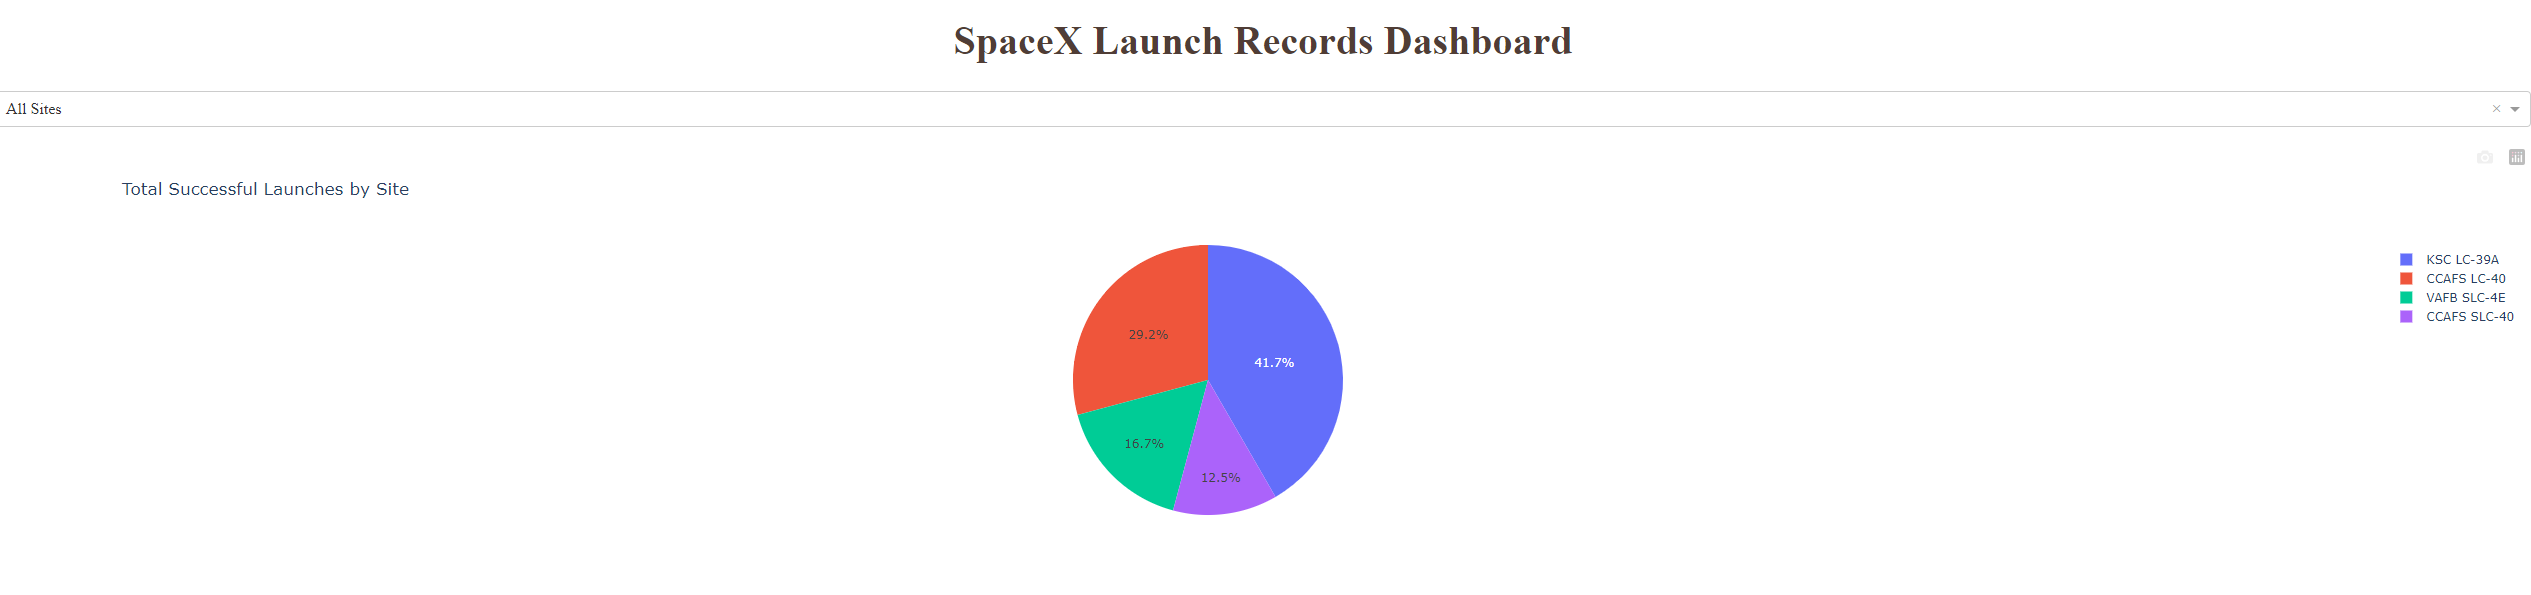 SpaceX Launch Records Dashboard
All Sites
Total Successful Launches by Site
KSC LC-39A
CCAFS LC-40
VAFB SLC-4E
CCAFS SLC-40
29.2%
41.7%
16.7%
12.5%